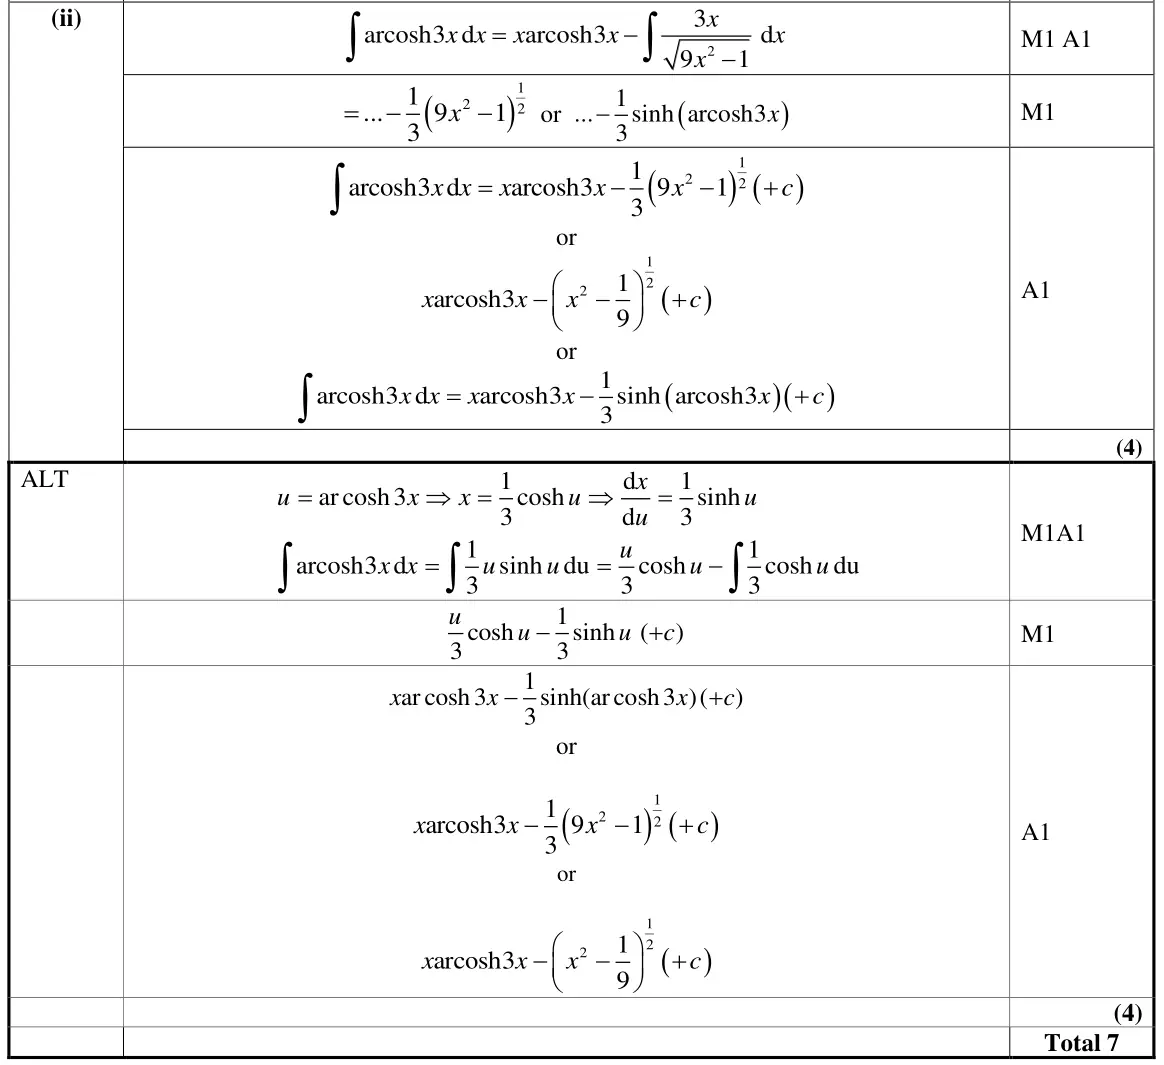 (ii) ∫arcosh3x dx = xarcosh3x − ∫ 3x/√(9x² − 1) dx M1 A1
= ... − 1/3 (9x² − 1)^(1/2) or ... − 1/3 sinh(arcosh3x) M1
∫arcosh3x dx = xarcosh3x − 1/3 (9x² − 1)^(1/2) (+c)
or
xarcosh3x − (x² − 1/9)^(1/2) (+c) A1
or
∫arcosh3x dx = xarcosh3x − 1/3 sinh(arcosh3x)(+c)
(4)
ALT u = ar cosh 3x ⇒ x = 1/3 cosh u ⇒ dx/du = 1/3 sinh u
∫arcosh3x dx = ∫ 1/3 u sinh u du = u/3 cosh u − ∫ 1/3 cosh u du M1A1
u/3 cosh u − 1/3 sinh u (+c) M1
xar cosh 3x − 1/3 sinh(ar cosh 3x)(+c)
or
xarcosh3x − 1/3 (9x² − 1)^(1/2) (+c) A1
or
xarcosh3x − (x² − 1/9)^(1/2) (+c)
(4)
Total 7